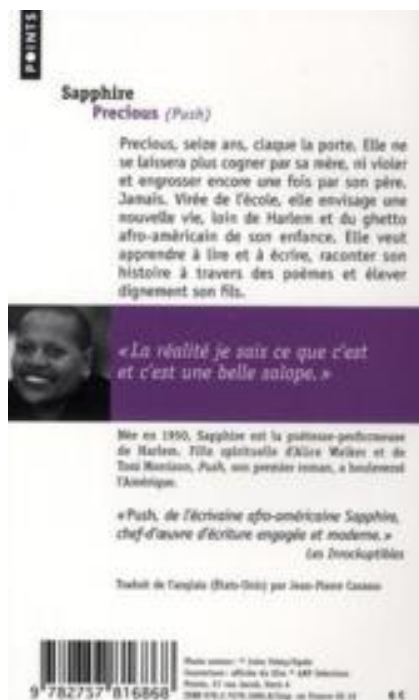 POINTS
Sapphire
Precious (Push)
Precious, seize ans, claque la porte. Elle ne
se laissera plus cogner par sa mère, ni violer
et engrosser encore une fois par son père.
Jamais. Virée de l'école, elle envisage une
nouvelle vie, loin de Harlem et du ghetto
afro-américain de son enfance. Elle veut
apprendre à lire et à écrire, raconter son
histoire à travers des poèmes et élever
dignement son fils.
« La réalité je sais ce que c'est
et c'est une belle salope. »
Née en 1950, Sapphire est la poétesse-performeuse
de Harlem. Fille spirituelle d'Alice Walker et de
Toni Morrison, Push, son premier roman, a bouleversé
l'Amérique.
« Push, de l'écrivaine afro-américaine Sapphire,
chef-d'œuvre d'écriture engagée et moderne. »
Les Inrockuptibles
Traduit de l'anglais (États-Unis) par Jean-Pierre
9 782757 816868
6 €